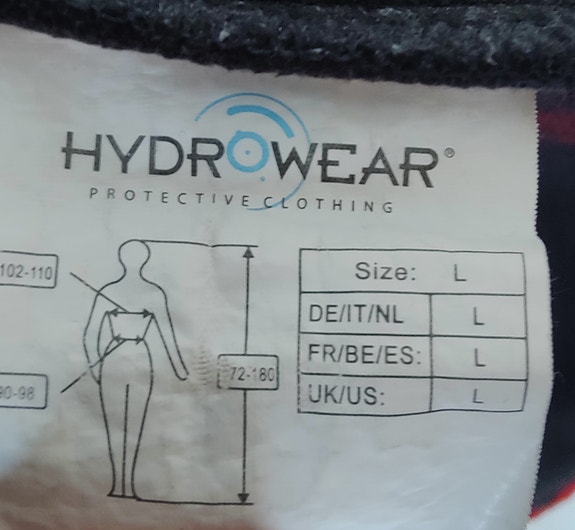 HYDROWEAR®
PROTECTIVE CLOTHING
102-110
Size: L
DE/IT/NL L
FR/BE/ES: L
72-180
90-98
UK/US: L